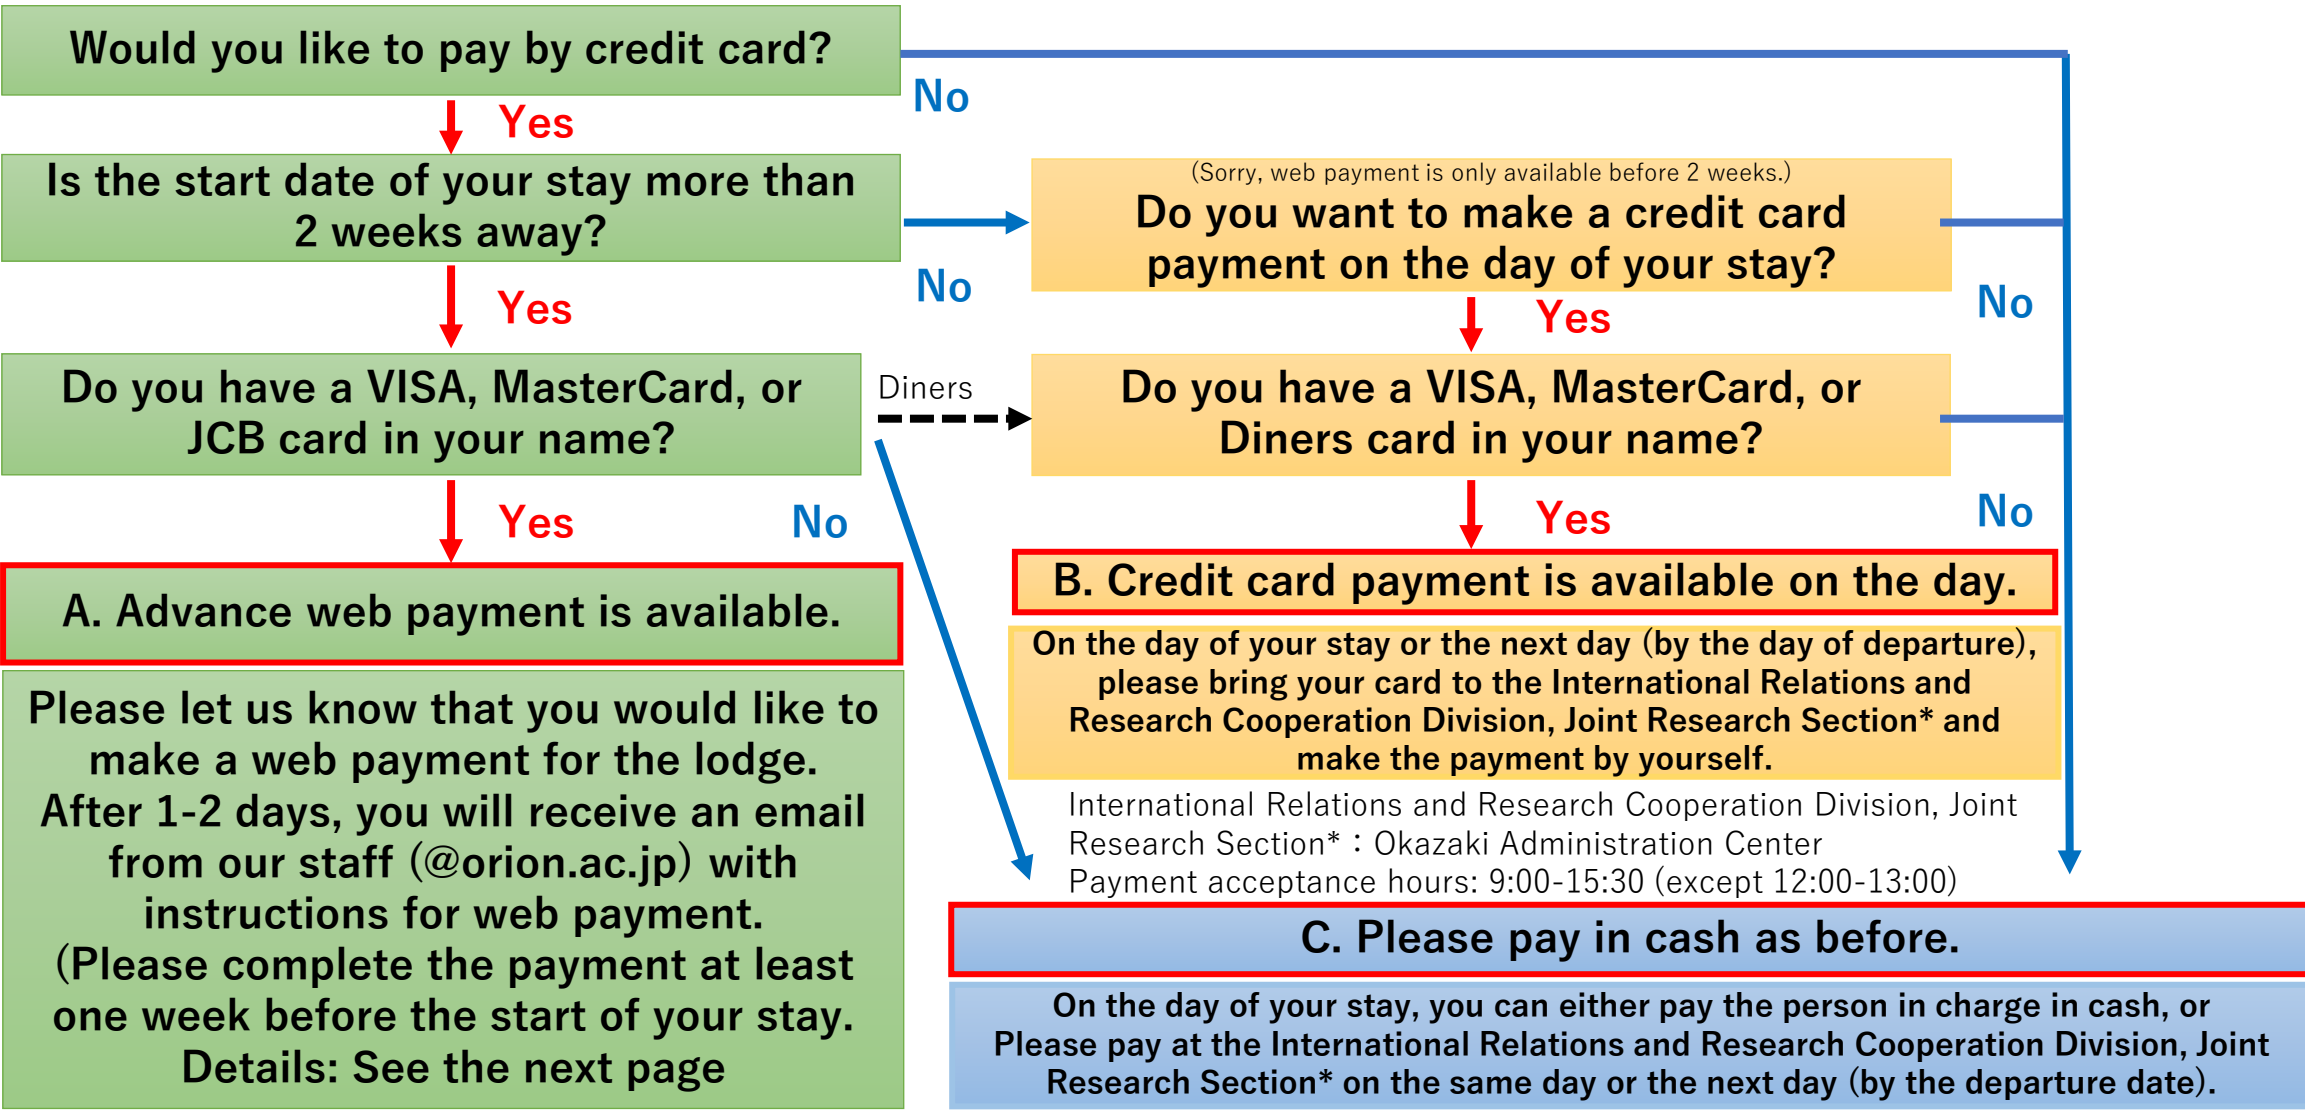 Would you like to pay by credit card?
No
Yes
Is the start date of your stay more than
2 weeks away?
No
Yes
(Sorry, web payment is only available before 2 weeks.)
Do you want to make a credit card
payment on the day of your stay?
No
Yes
Do you have a VISA, MasterCard, or
JCB card in your name?
Diners
Yes
No
Do you have a VISA, MasterCard, or
Diners card in your name?
No
Yes
A. Advance web payment is available.
Please let us know that you would like to
make a web payment for the lodge.
After 1-2 days, you will receive an email
from our staff (@orion.ac.jp) with
instructions for web payment.
(Please complete the payment at least
one week before the start of your stay.
Details: See the next page
B. Credit card payment is available on the day.
On the day of your stay or the next day (by the day of departure),
please bring your card to the International Relations and
Research Cooperation Division, Joint Research Section* and
make the payment by yourself.
International Relations and Research Cooperation Division, Joint
Research Section*：Okazaki Administration Center
Payment acceptance hours: 9:00-15:30 (except 12:00-13:00)
C. Please pay in cash as before.
On the day of your stay, you can either pay the person in charge in cash, or
Please pay at the International Relations and Research Cooperation Division, Joint
Research Section* on the same day or the next day (by the departure date).